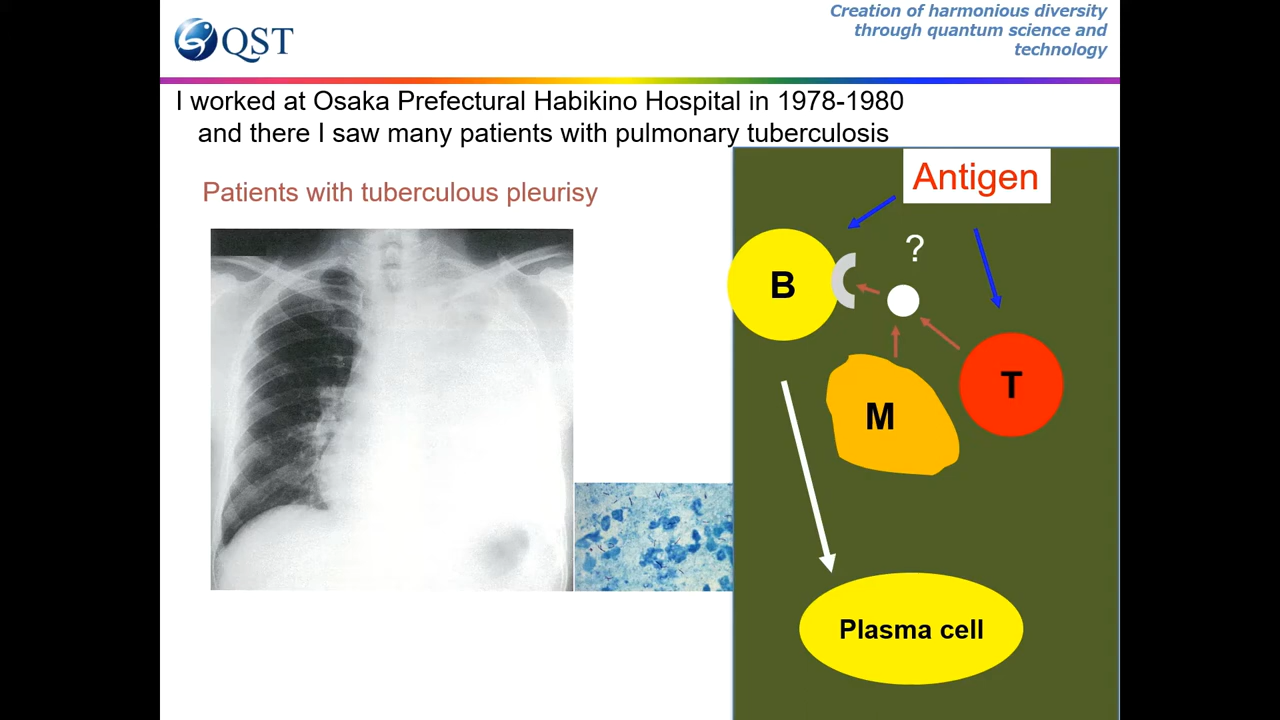 QST
Creation of harmonious diversity
through quantum science and
technology
I worked at Osaka Prefectural Habikino Hospital in 1978-1980
and there I saw many patients with pulmonary tuberculosis
Patients with tuberculous pleurisy
Antigen
?
B
M
T
Plasma cell